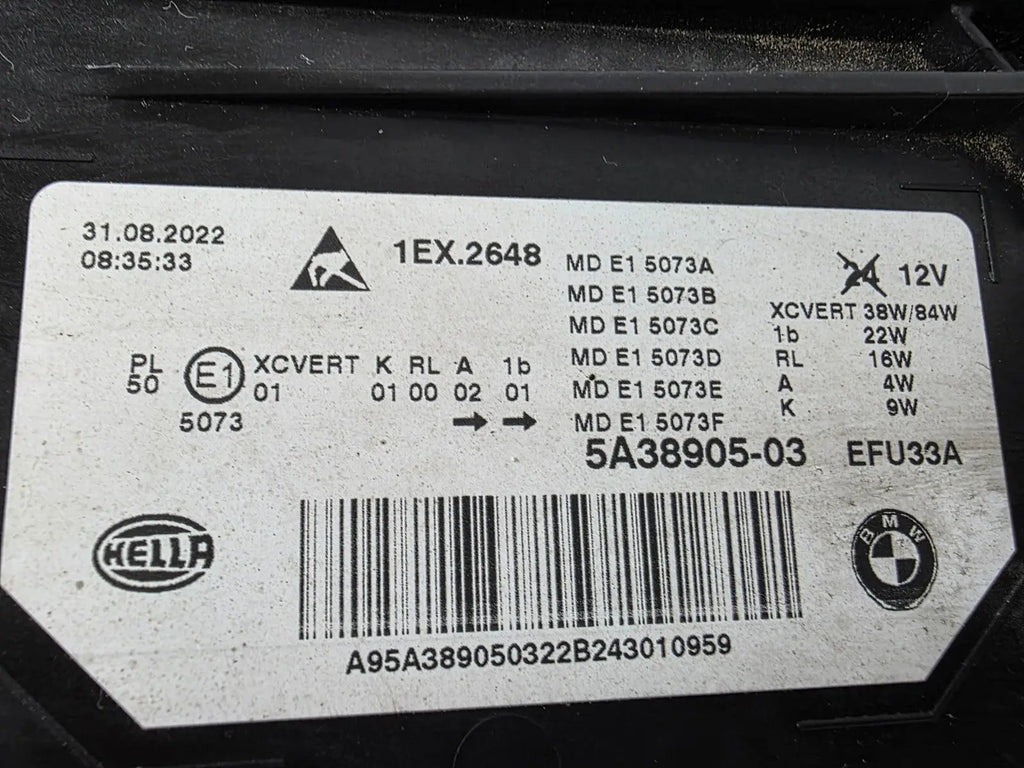 31.08.2022
08:35:33
1EX.2648
MD E1 5073A
MD E1 5073B
MD E1 5073C
MD E1 5073D
MD E1 5073E
MD E1 5073F
24 12V
XCVERT 38W/84W
1b 22W
RL 16W
A 4W
K 9W
PL
50
E1
5073
XCVERT K RL A 1b
01 01 00 02 01
5A38905-03 EFU33A
HELLA
BMW
A95A389050322B243010959